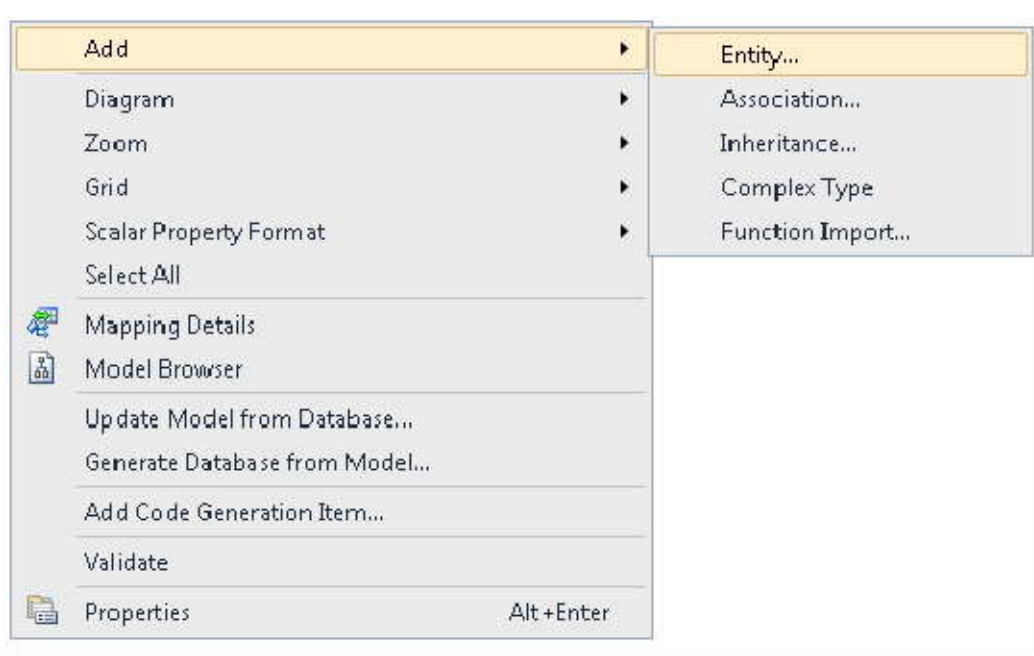 Add
Entity...
Association...
Inheritance...
Complex Type
Function Import...
Diagram
Zoom
Grid
Scalar Property Format
Select All
Mapping Details
Model Browser
Update Model from Database...
Generate Database from Model...
Add Code Generation Item...
Validate
Properties Alt+Enter